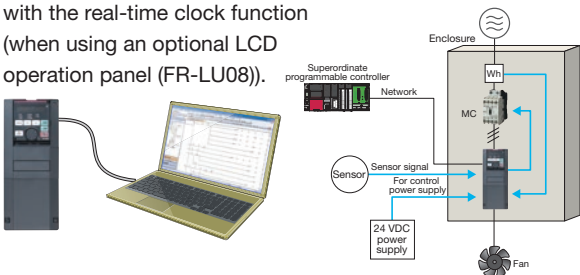 with the real-time clock function
(when using an optional LCD
operation panel (FR-LU08)).
Enclosure
Superordinate
programmable controller
Network
Wh
MC
Sensor
Sensor signal
For control
power supply
24 VDC
power
supply
Fan